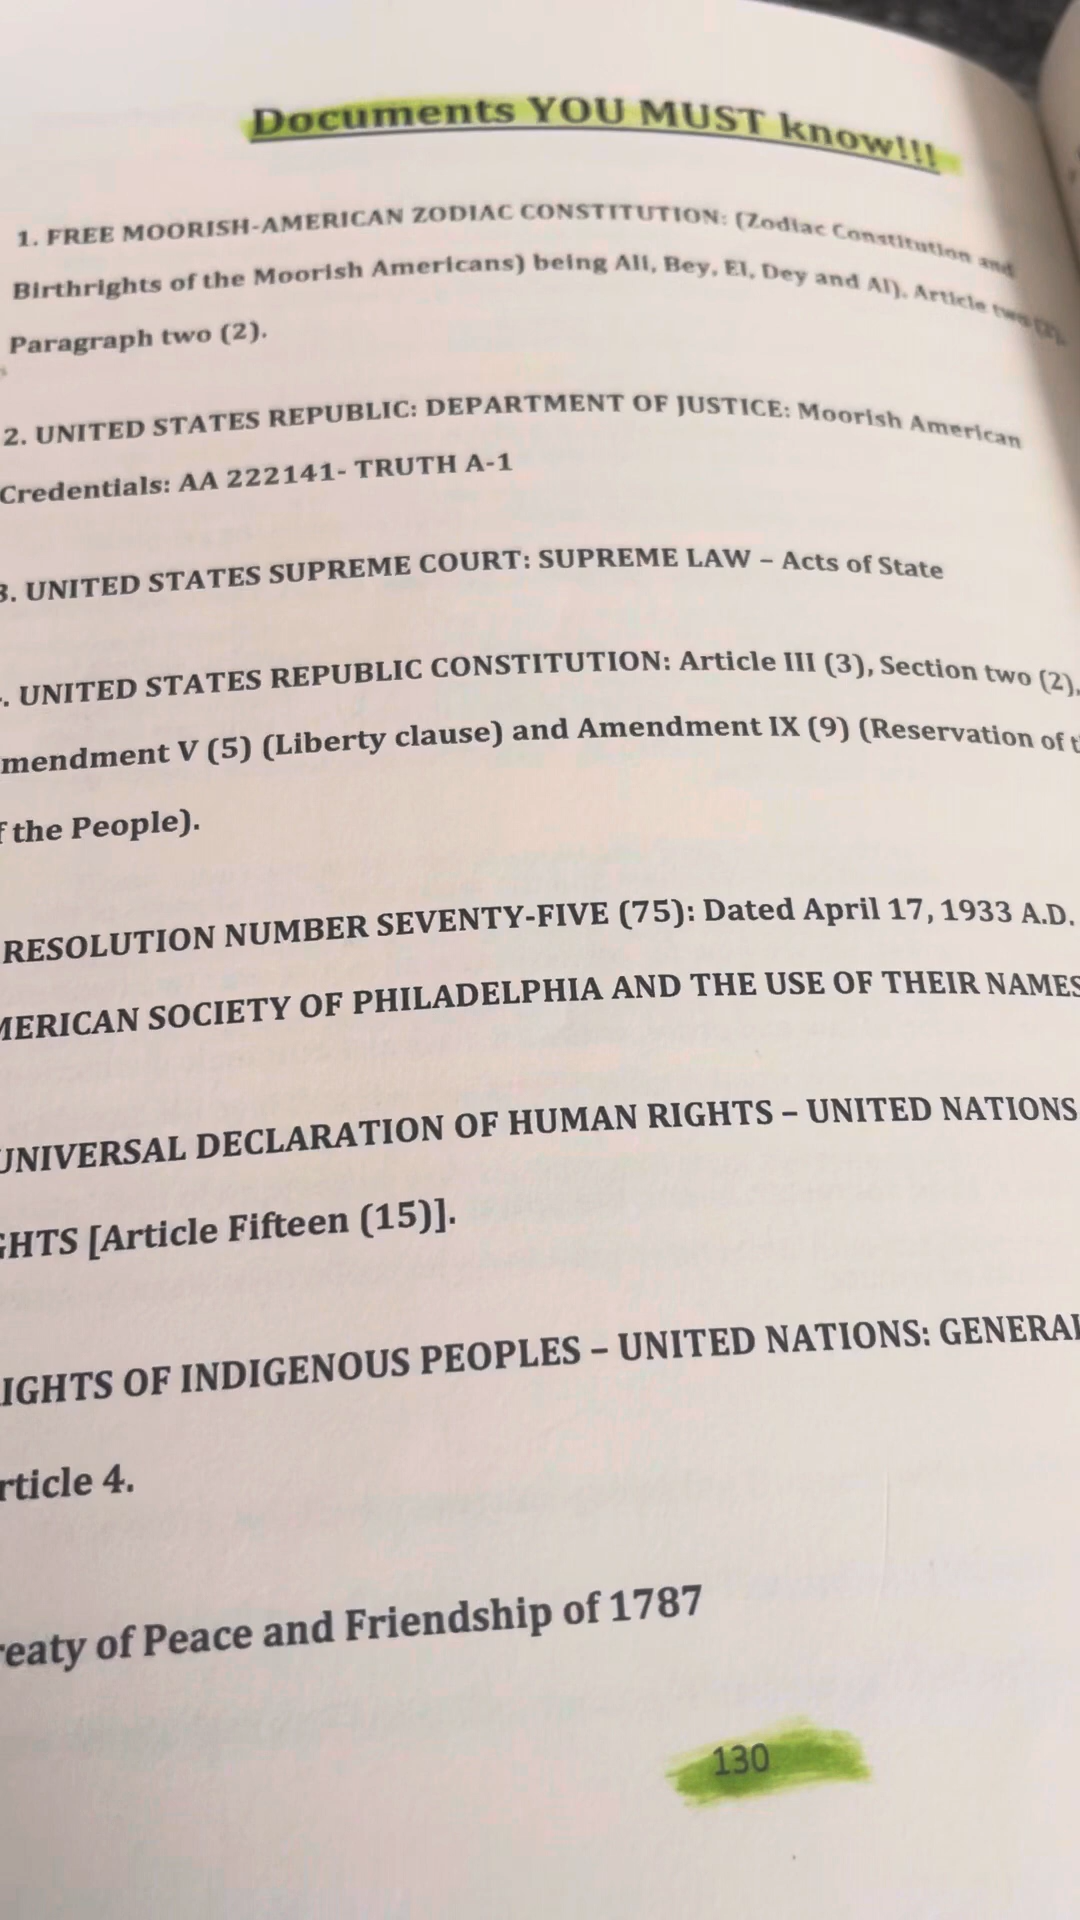 Documents YOU MUST know!!!
1. FREE MOORISH-AMERICAN ZODIAC CONSTITUTION: (Zodiac Constitution and
Birthrights of the Moorish Americans) being Ali, Bey, El, Dey and Al), Article two (2),
Paragraph two (2).
2. UNITED STATES REPUBLIC: DEPARTMENT OF JUSTICE: Moorish American
Credentials: AA 222141- TRUTH A-1
3. UNITED STATES SUPREME COURT: SUPREME LAW – Acts of State
. UNITED STATES REPUBLIC CONSTITUTION: Article III (3), Section two (2),
mendment V (5) (Liberty clause) and Amendment IX (9) (Reservation of t
f the People).
RESOLUTION NUMBER SEVENTY-FIVE (75): Dated April 17, 1933 A.D.
MERICAN SOCIETY OF PHILADELPHIA AND THE USE OF THEIR NAMES
UNIVERSAL DECLARATION OF HUMAN RIGHTS – UNITED NATIONS
GHTS [Article Fifteen (15)].
IGHTS OF INDIGENOUS PEOPLES – UNITED NATIONS: GENERAL
rticle 4.
reaty of Peace and Friendship of 1787
130